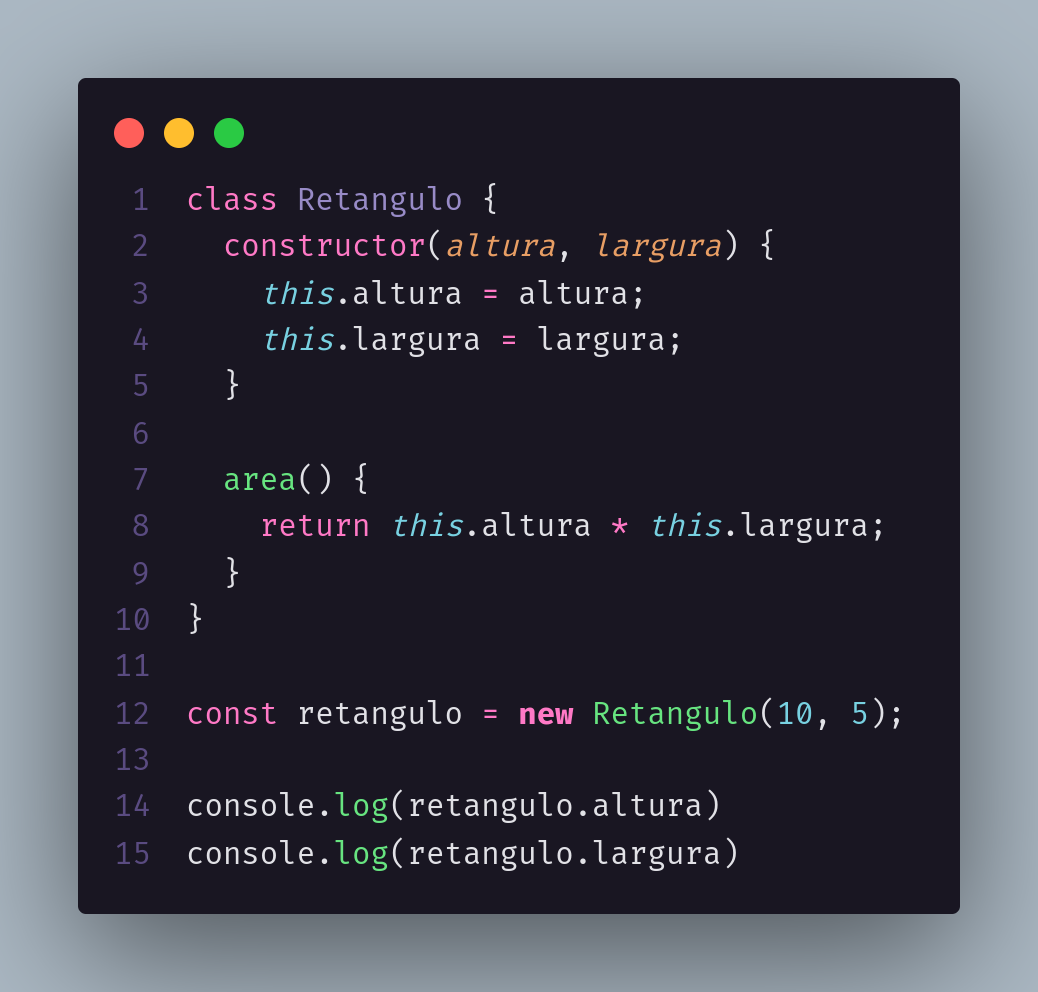 1 class Retangulo {
2   constructor(altura, largura) {
3     this.altura = altura;
4     this.largura = largura;
5   }
6
7   area() {
8     return this.altura * this.largura;
9   }
10 }
11
12 const retangulo = new Retangulo(10, 5);
13
14 console.log(retangulo.altura)
15 console.log(retangulo.largura)